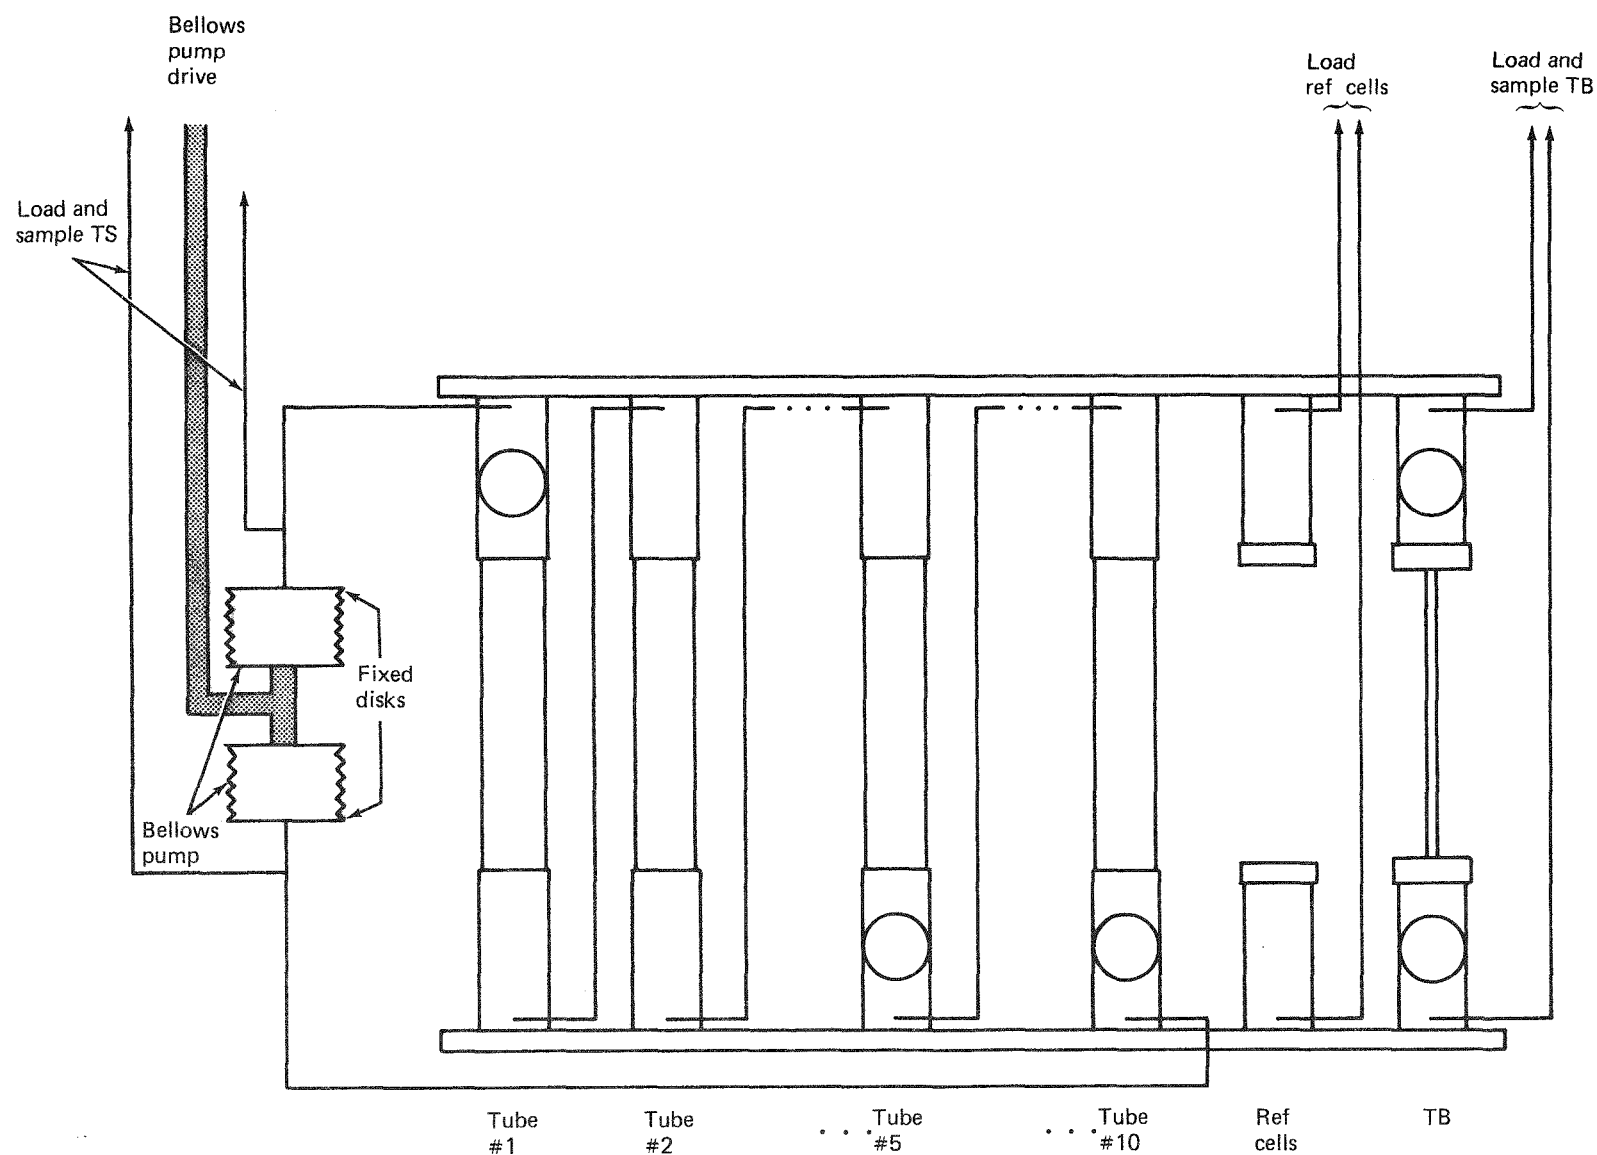 Bellows
pump
drive
Load
ref cells
Load and
sample TB
Load and
sample TS
Fixed
disks
Bellows
pump
Tube
#1
Tube
#2
. . . Tube
#5
. . . Tube
#10
Ref
cells
TB